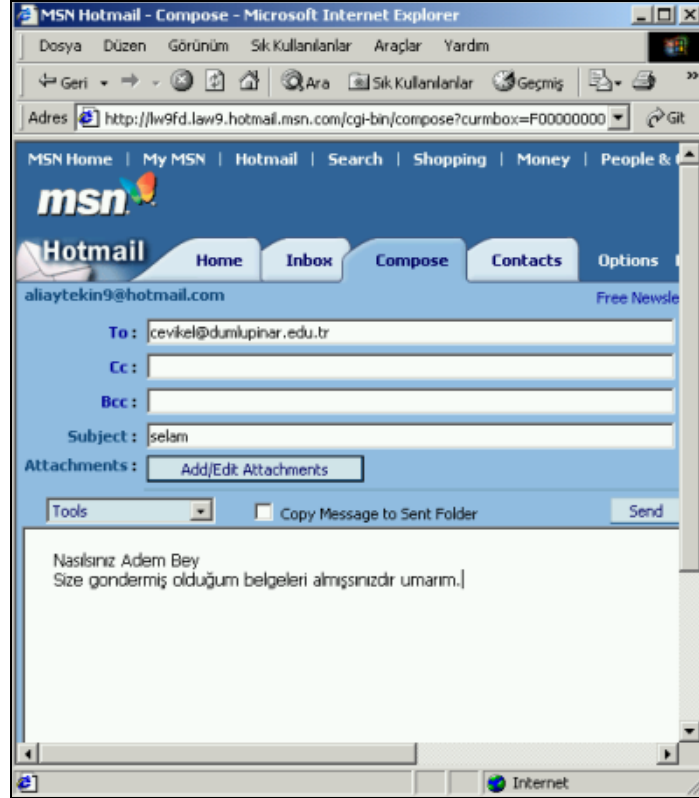 MSN Hotmail - Compose - Microsoft Internet Explorer
Dosya Düzen Görünüm Sık Kullanılanlar Araçlar Yardım
Geri Ara Sık Kullanılanlar Geçmiş »
Adres http://lw9fd.law9.hotmail.msn.com/cgi-bin/compose?curmbox=F00000000 Git
MSN Home | My MSN | Hotmail | Search | Shopping | Money | People &
msn
Hotmail Home Inbox Compose Contacts Options
aliaytekin9@hotmail.com Free Newsle
To : cevikel@dumlupinar.edu.tr
Cc :
Bcc :
Subject : selam
Attachments : Add/Edit Attachments
Tools Copy Message to Sent Folder Send
Nasılsınız Adem Bey
Size gondermiş olduğum belgeleri almışsınızdır umarım.
Internet